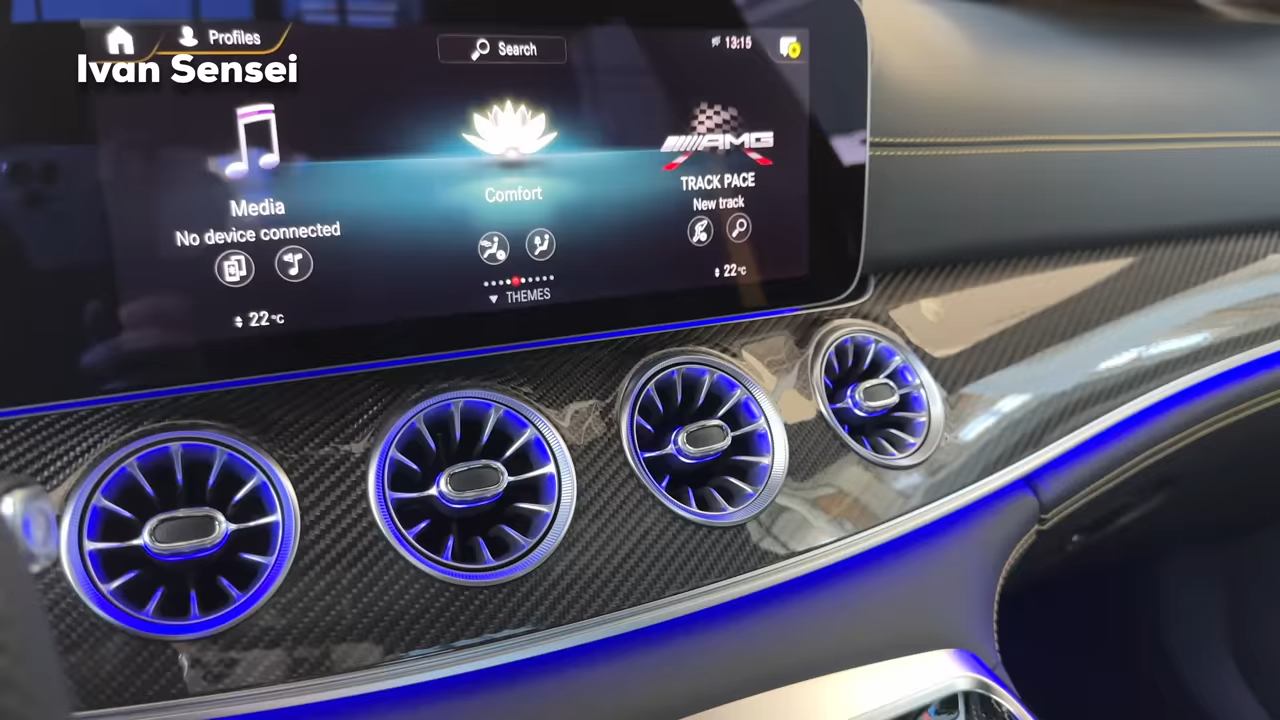 Profiles
Search
13:15
Ivan Sensei
AMG
Media
Comfort
TRACK PACE
No device connected
New track
THEMES
22°C
22°C